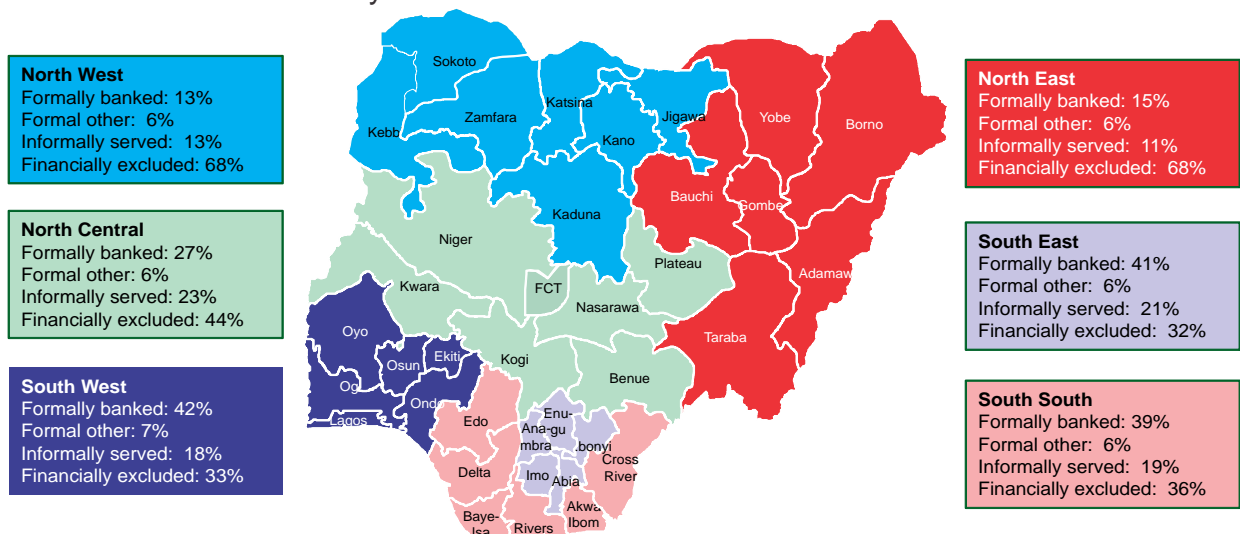 y
North West
Formally banked: 13%
Formal other: 6%
Informally served: 13%
Financially excluded: 68%
North Central
Formally banked: 27%
Formal other: 6%
Informally served: 23%
Financially excluded: 44%
South West
Formally banked: 42%
Formal other: 7%
Informally served: 18%
Financially excluded: 33%
Sokoto
Kebb
Zamfara
Katsina
Kano
Jigawa
Yobe
Borno
Kaduna
Bauchi
Gombe
Adamaw
Niger
Plateau
FCT
Kwara
Nasarawa
Taraba
Oyo
Osun
Ekiti
Kogi
Benue
Og
Ondo
Lagos
Edo
Enu-
gu
Ana-
mbra
bonyi
Cross
River
Delta
Imo
Abia
Baye-
lsa
Rivers
Akwa
Ibom
North East
Formally banked: 15%
Formal other: 6%
Informally served: 11%
Financially excluded: 68%
South East
Formally banked: 41%
Formal other: 6%
Informally served: 21%
Financially excluded: 32%
South South
Formally banked: 39%
Formal other: 6%
Informally served: 19%
Financially excluded: 36%